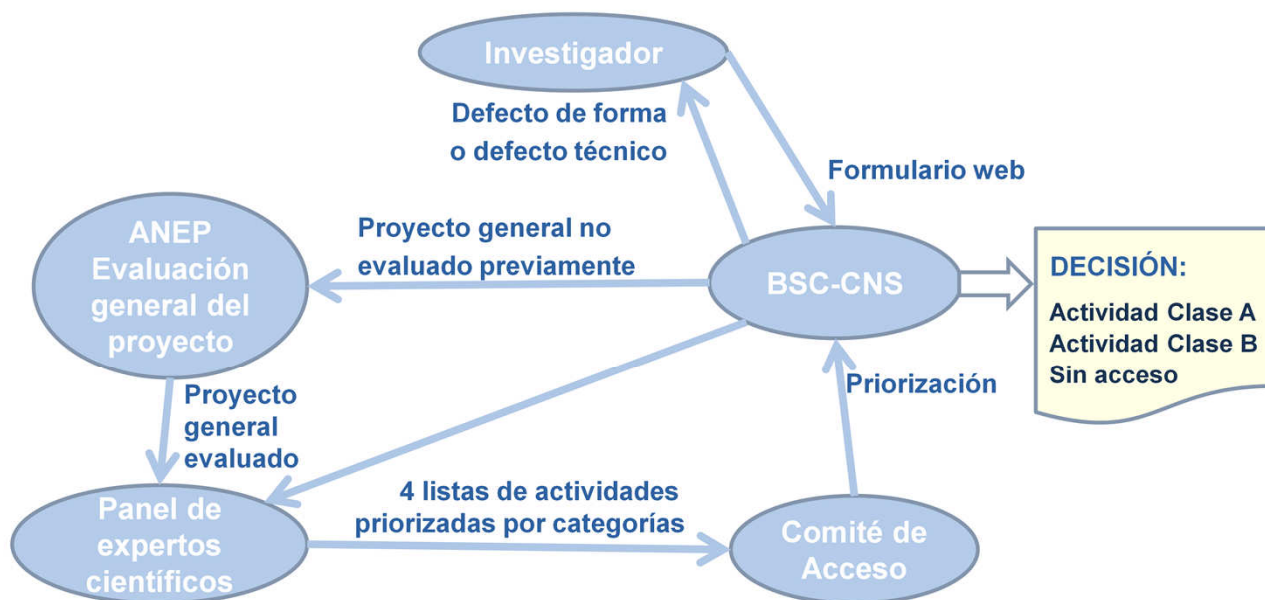 Investigador
Defecto de forma
o defecto técnico
Formulario web
ANEP
Evaluación
general del
proyecto
Proyecto general no
evaluado previamente
BSC-CNS
DECISIÓN:
Actividad Clase A
Actividad Clase B
Sin acceso
Priorización
Proyecto
general
evaluado
Panel de
expertos
científicos
4 listas de actividades
priorizadas por categorías
Comité de
Acceso